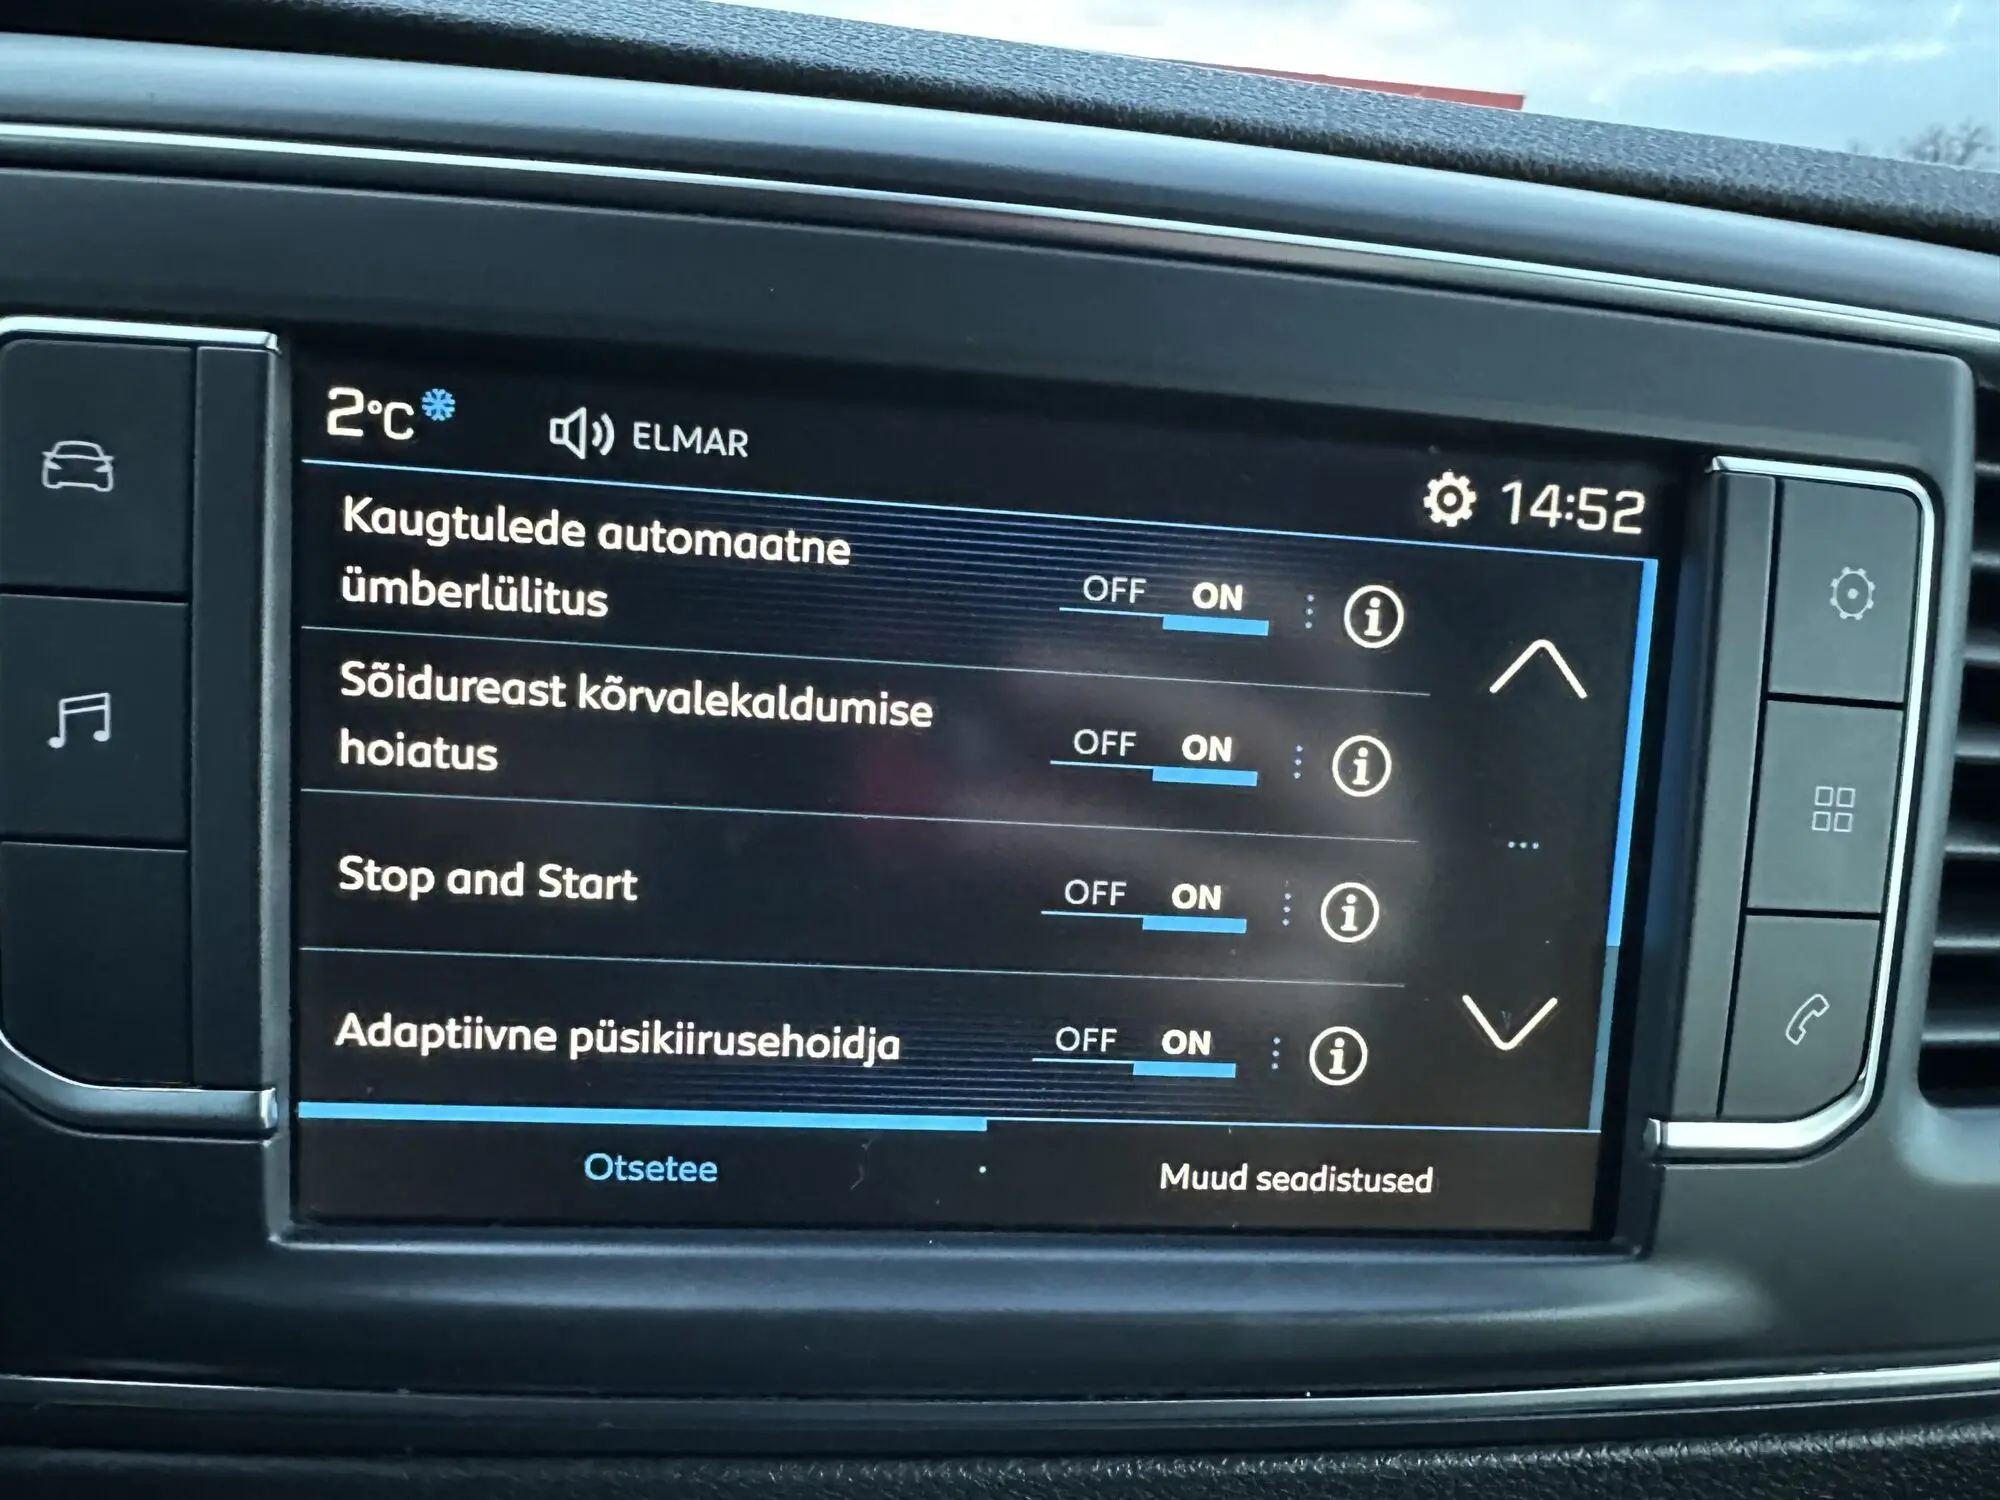 2°C
ELMAR
14:52
Kaugtulede automaatne
ümberlülitus
OFF ON
Sõidureast kõrvalekaldumise
hoiatus
OFF ON
Stop and Start
OFF ON
Adaptiivne püsikiirusehoidja
OFF ON
Otsetee
Muud seadistused